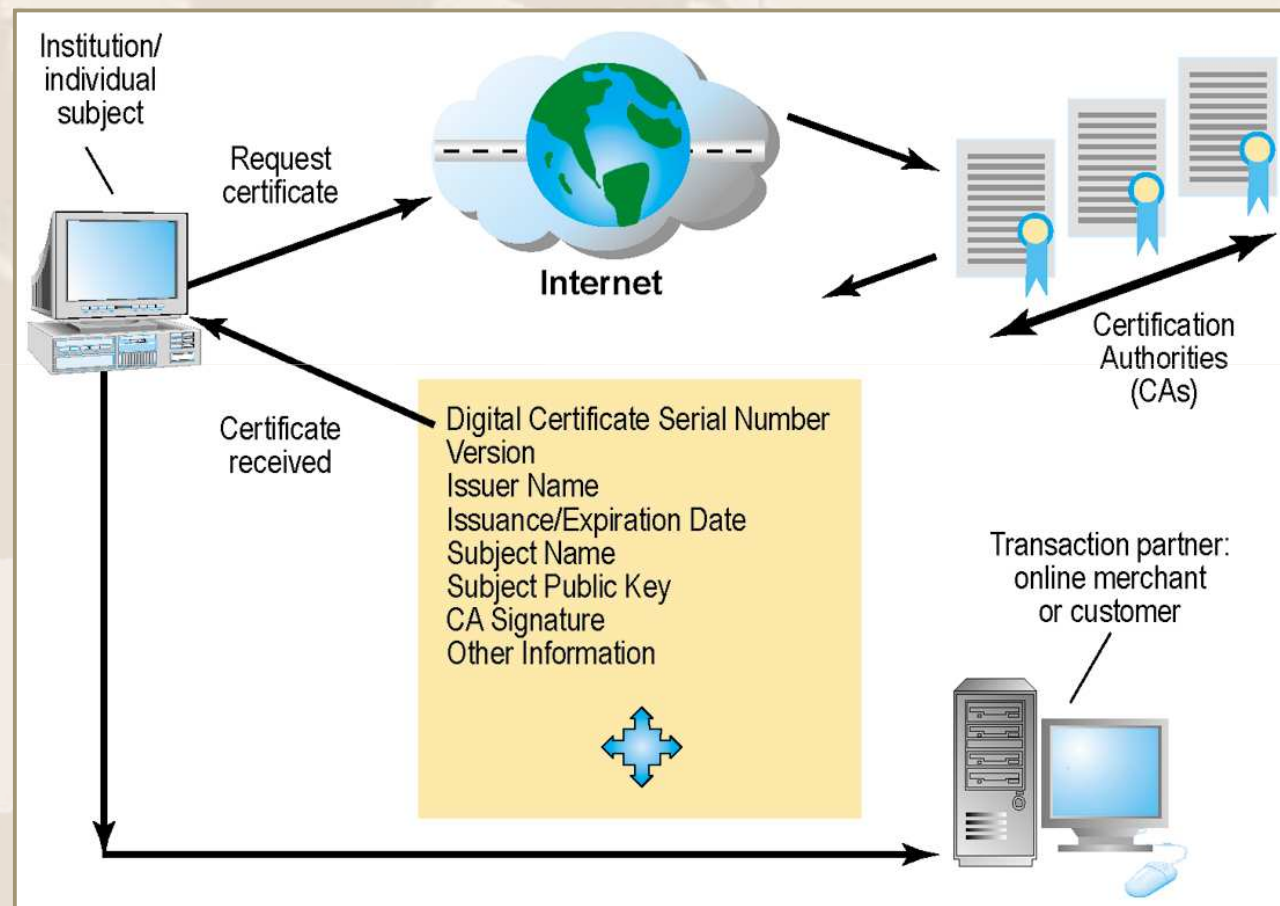 Institution/
individual
subject
Request
certificate
Internet
Certification
Authorities
(CAs)
Certificate
received
Digital Certificate Serial Number
Version
Issuer Name
Issuance/Expiration Date
Subject Name
Subject Public Key
CA Signature
Other Information
Transaction partner:
online merchant
or customer